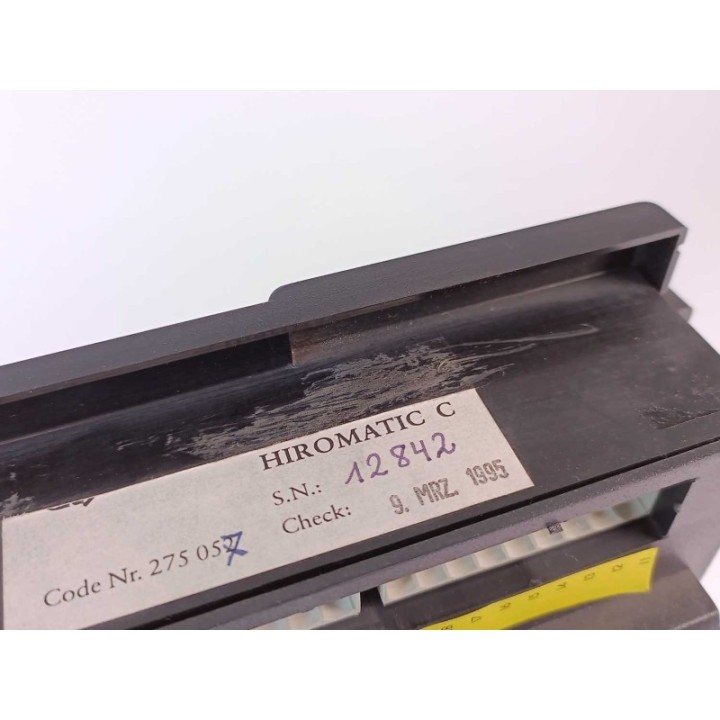 HIROMATIC C
S.N.: 12842
Check: 9. MRZ. 1995
Code Nr. 275 057